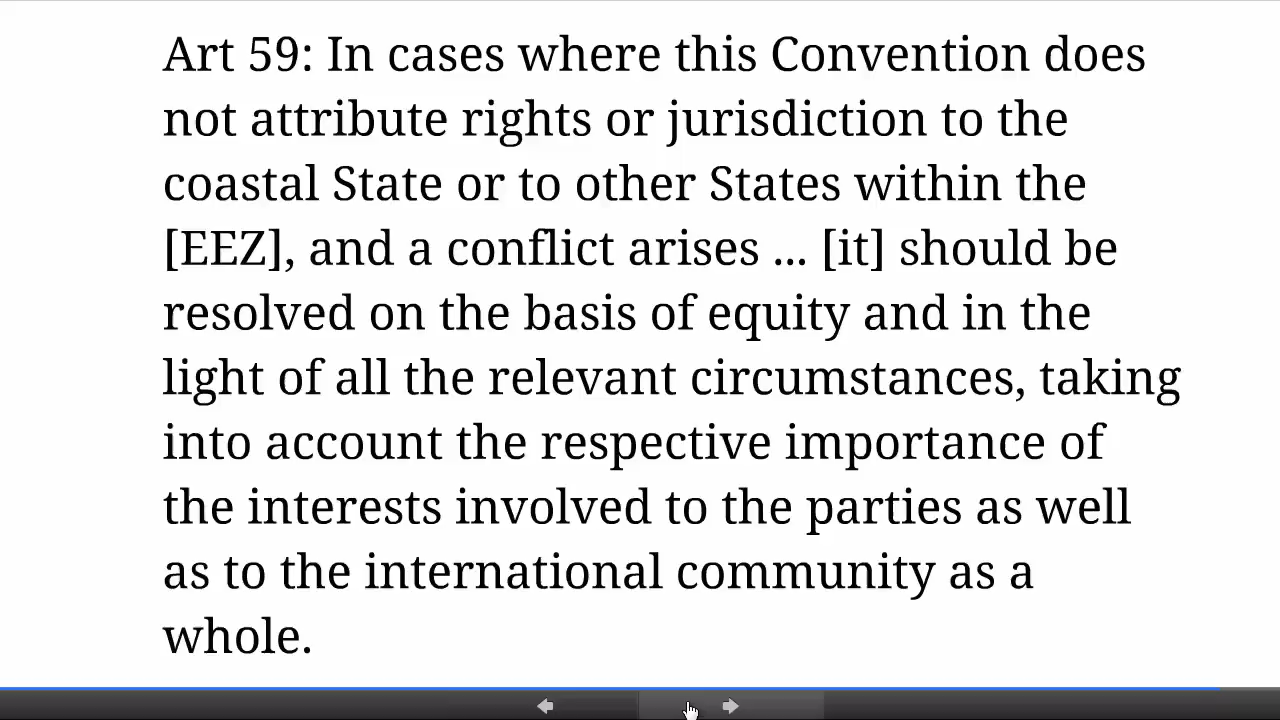 Art 59: In cases where this Convention does
not attribute rights or jurisdiction to the
coastal State or to other States within the
[EEZ], and a conflict arises ... [it] should be
resolved on the basis of equity and in the
light of all the relevant circumstances, taking
into account the respective importance of
the interests involved to the parties as well
as to the international community as a
whole.